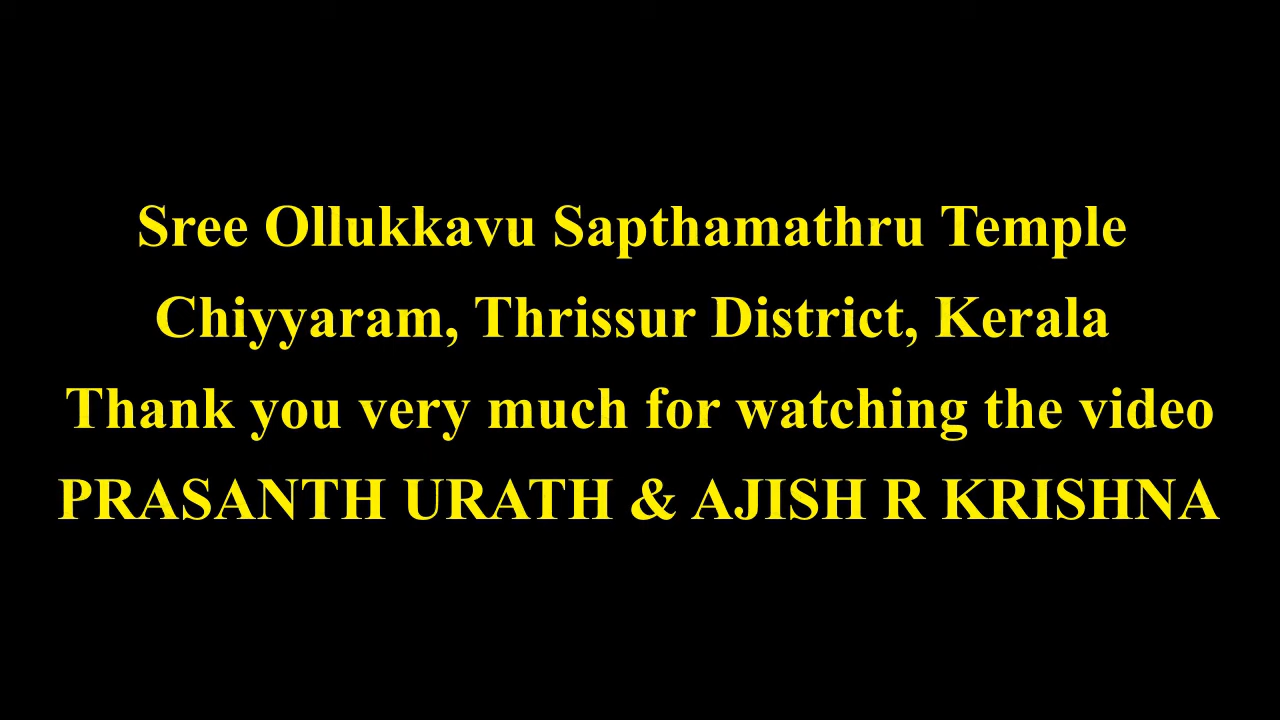 Sree Ollukkavu Sapthamathru Temple
Chiyyaram, Thrissur District, Kerala
Thank you very much for watching the video
PRASANTH URATH & AJISH R KRISHNA